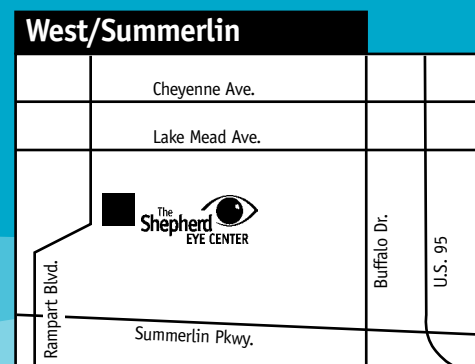 West/Summerlin
Cheyenne Ave.
Lake Mead Ave.
The
Shepherd
EYE CENTER
Buffalo Dr.
U.S. 95
Rampart Blvd.
Summerlin Pkwy.